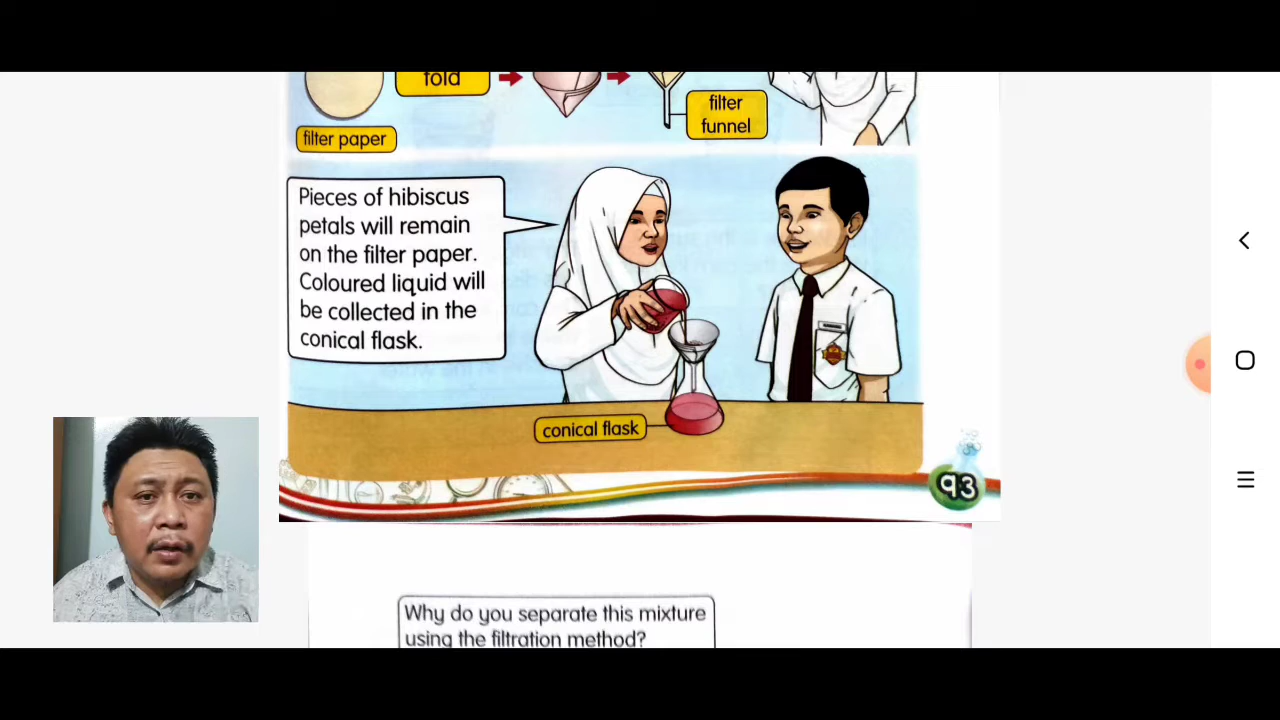 fold
filter
funnel
filter paper
Pieces of hibiscus
petals will remain
on the filter paper.
Coloured liquid will
be collected in the
conical flask.
conical flask
93
Why do you separate this mixture
using the filtration method?